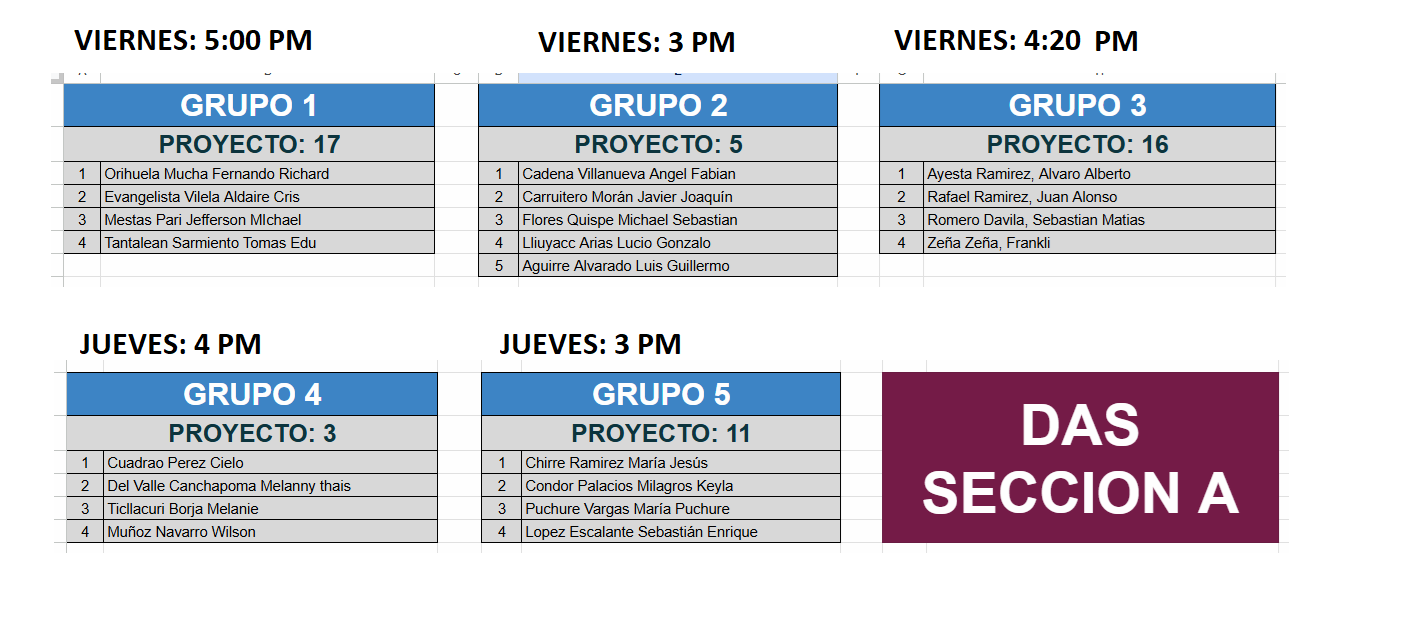 VIERNES: 5:00 PM
GRUPO 1
PROYECTO: 17
1 Orihuela Mucha Fernando Richard
2 Evangelista Vilela Aldaire Cris
3 Mestas Pari Jefferson MIchael
4 Tantalean Sarmiento Tomas Edu
VIERNES: 3 PM
GRUPO 2
PROYECTO: 5
1 Cadena Villanueva Angel Fabian
2 Carruitero Morán Javier Joaquín
3 Flores Quispe Michael Sebastian
4 Lliuyacc Arias Lucio Gonzalo
5 Aguirre Alvarado Luis Guillermo
VIERNES: 4:20 PM
GRUPO 3
PROYECTO: 16
1 Ayesta Ramirez, Alvaro Alberto
2 Rafael Ramirez, Juan Alonso
3 Romero Davila, Sebastian Matias
4 Zeña Zeña, Frankli
JUEVES: 4 PM
GRUPO 4
PROYECTO: 3
1 Cuadrao Perez Cielo
2 Del Valle Canchapoma Melanny thais
3 Ticllacuri Borja Melanie
4 Muñoz Navarro Wilson
JUEVES: 3 PM
GRUPO 5
PROYECTO: 11
1 Chirre Ramirez María Jesús
2 Condor Palacios Milagros Keyla
3 Puchure Vargas María Puchure
4 Lopez Escalante Sebastián Enrique
DAS
SECCION A